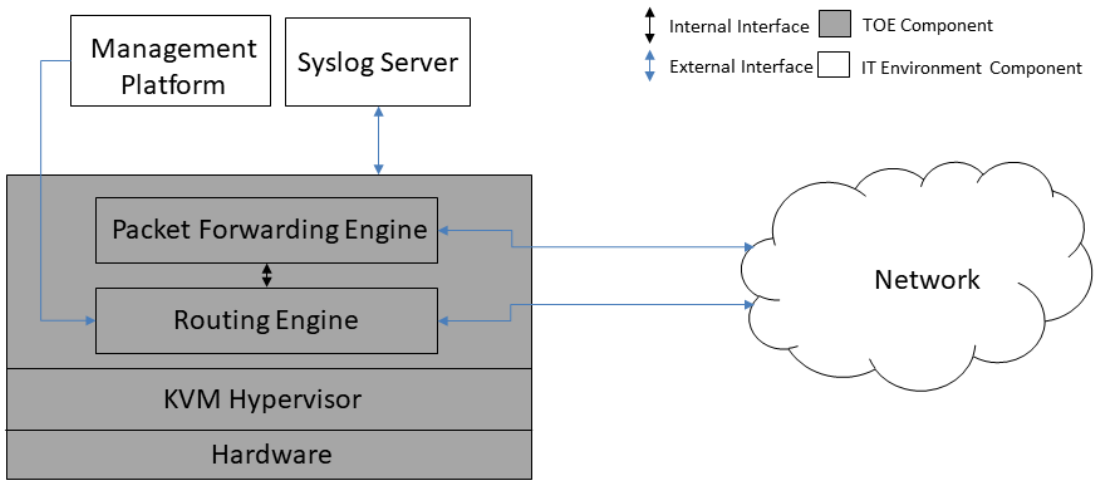 Management
Platform
Syslog Server
Internal Interface
TOE Component
External Interface
IT Environment Component
Packet Forwarding Engine
Routing Engine
Network
KVM Hypervisor
Hardware